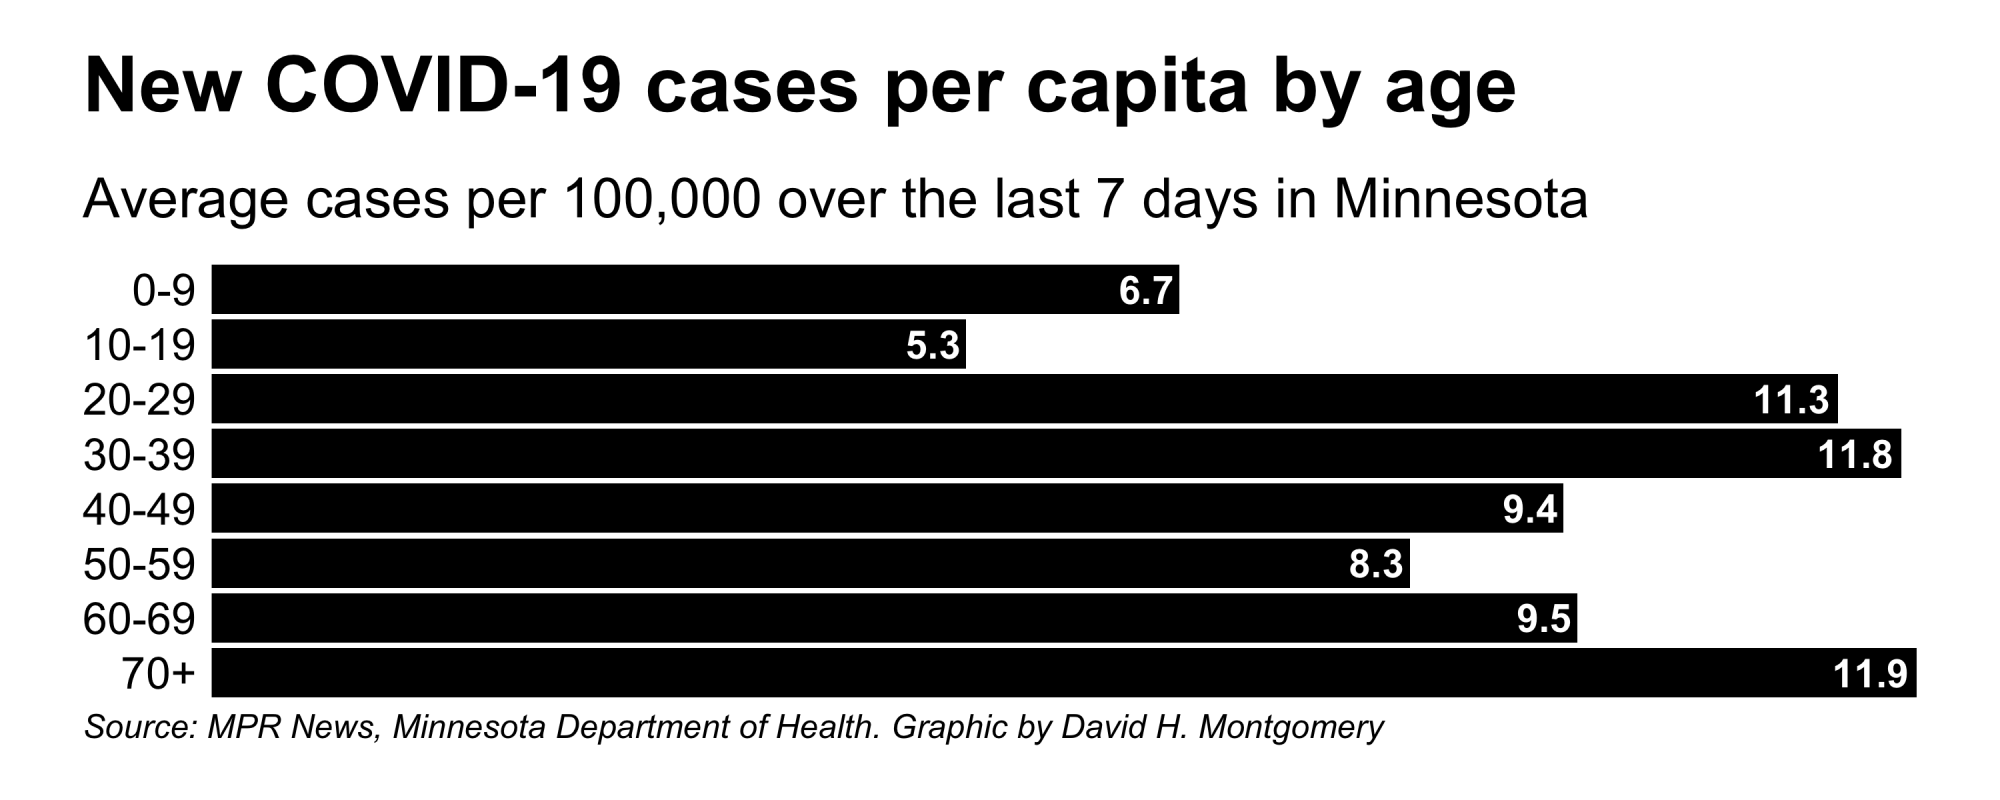 New COVID-19 cases per capita by age
Average cases per 100,000 over the last 7 days in Minnesota
0-9 6.7
10-19 5.3
20-29 11.3
30-39 11.8
40-49 9.4
50-59 8.3
60-69 9.5
70+ 11.9
Source: MPR News, Minnesota Department of Health. Graphic by David H. Montgomery